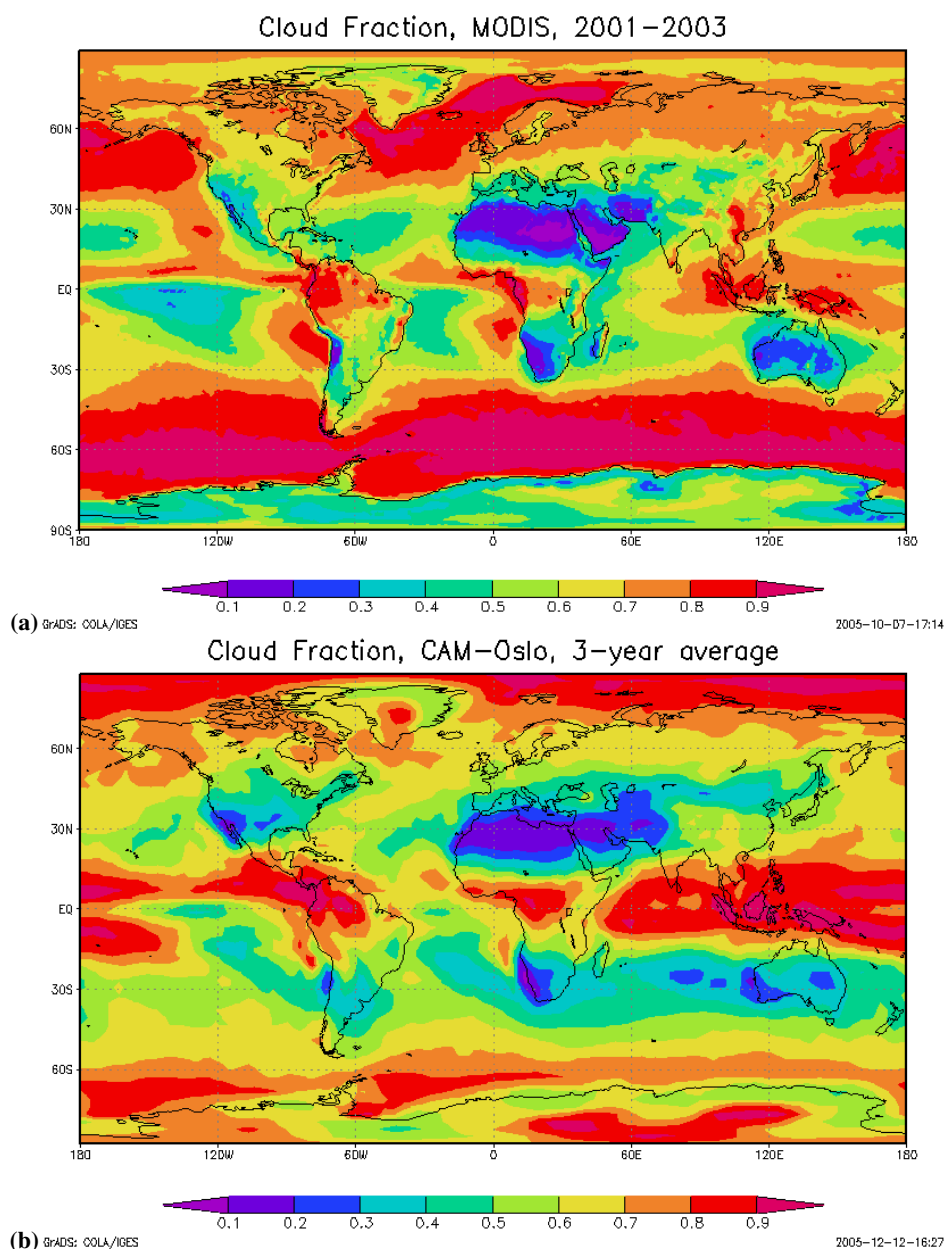 Cloud Fraction, MODIS, 2001-2003
60N
30N
EQ
30S
60S
90S
180 120W 60W 0 60E 120E 180
0.1 0.2 0.3 0.4 0.5 0.6 0.7 0.8 0.9
(a) GrADS: COLA/IGES 2005-10-07-17:14
Cloud Fraction, CAM-Oslo, 3-year average
60N
30N
EQ
30S
60S
180 120W 60W 0 60E 120E 180
0.1 0.2 0.3 0.4 0.5 0.6 0.7 0.8 0.9
(b) GrADS: COLA/IGES 2005-12-12-16:27